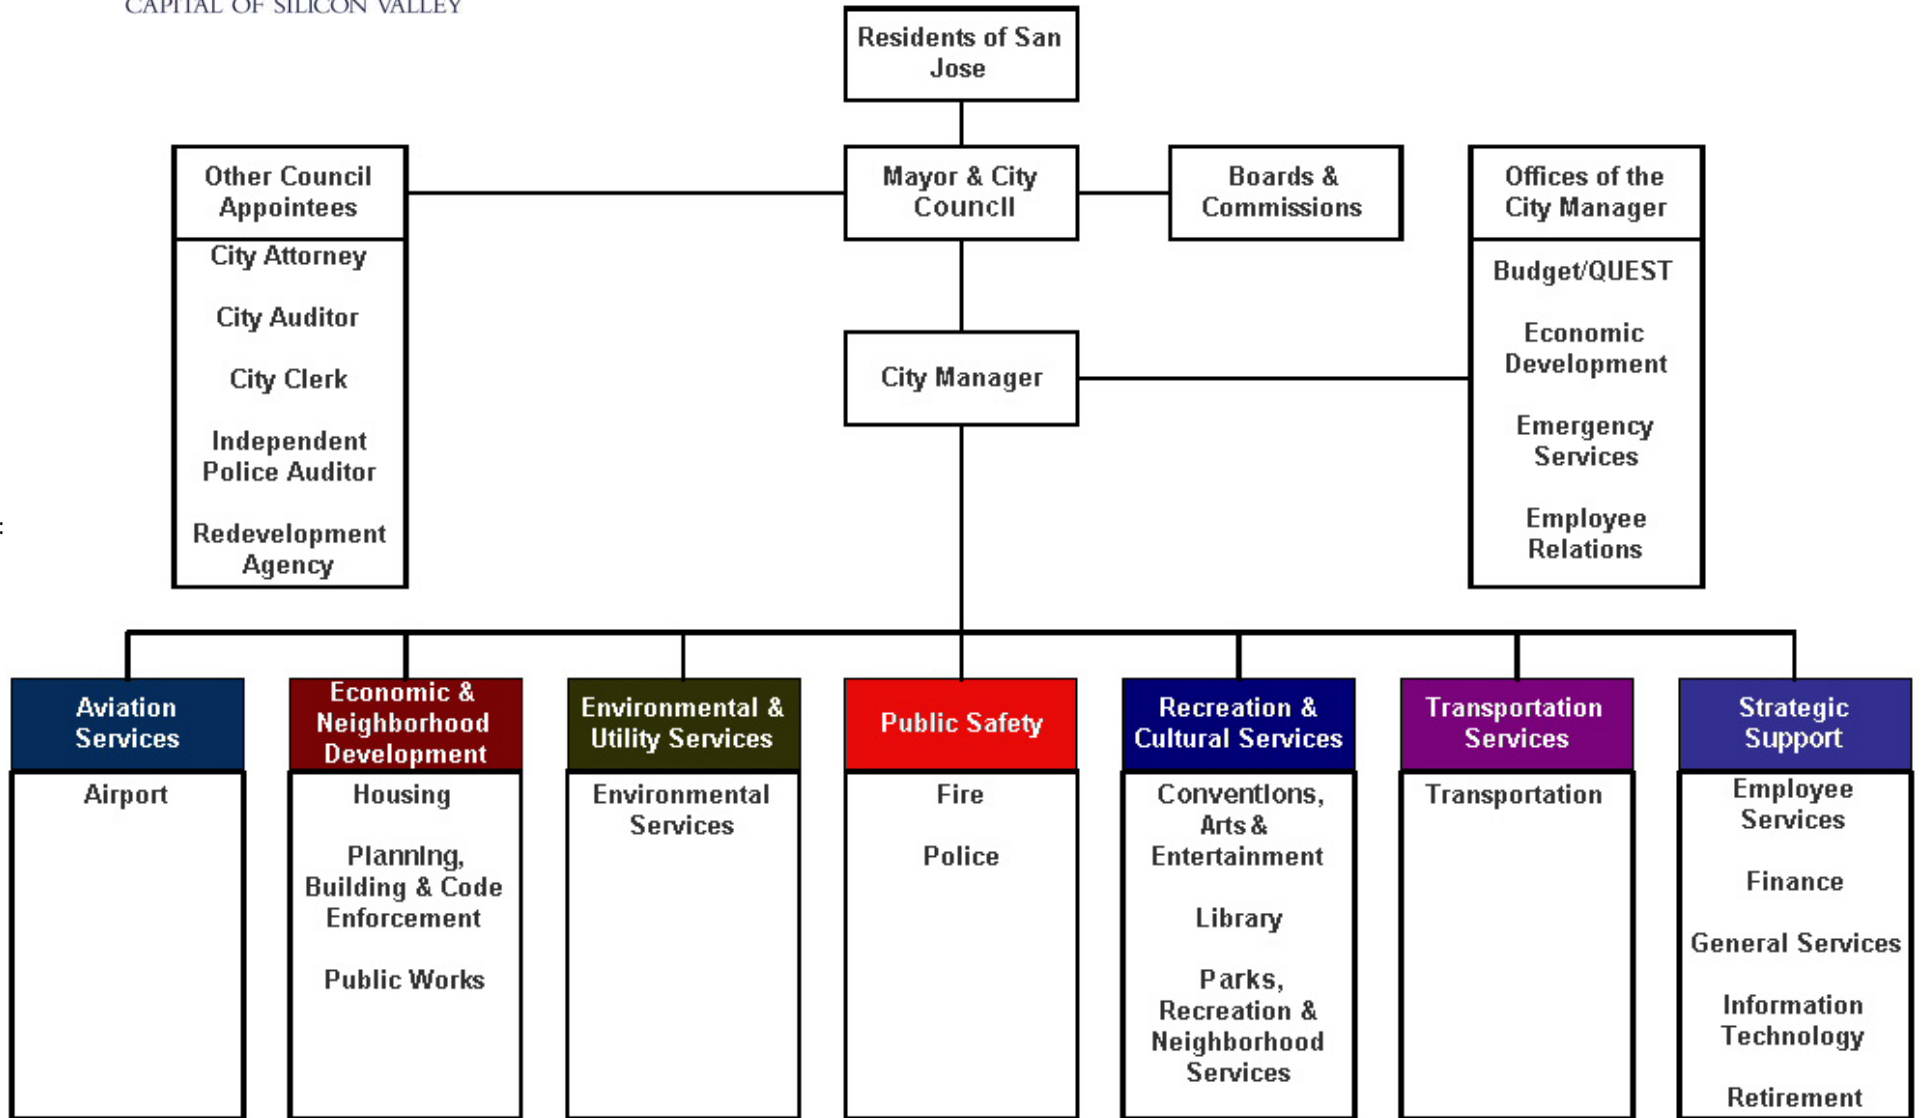 CAPITAL OF SILICON VALLEY
Residents of San
Jose
Other Council
Appointees
City Attorney
City Auditor
City Clerk
Independent
Police Auditor
Redevelopment
Agency
Mayor & City
Council
Boards &
Commissions
Offices of the
City Manager
Budget/QUEST
Economic
Development
Emergency
Services
Employee
Relations
City Manager
:
Aviation
Services
Airport
Economic &
Neighborhood
Development
Housing
Planning,
Building & Code
Enforcement
Public Works
Environmental &
Utility Services
Environmental
Services
Public Safety
Fire
Police
Recreation &
Cultural Services
Conventions,
Arts &
Entertainment
Library
Parks,
Recreation &
Neighborhood
Services
Transportation
Services
Transportation
Strategic
Support
Employee
Services
Finance
General Services
Information
Technology
Retirement